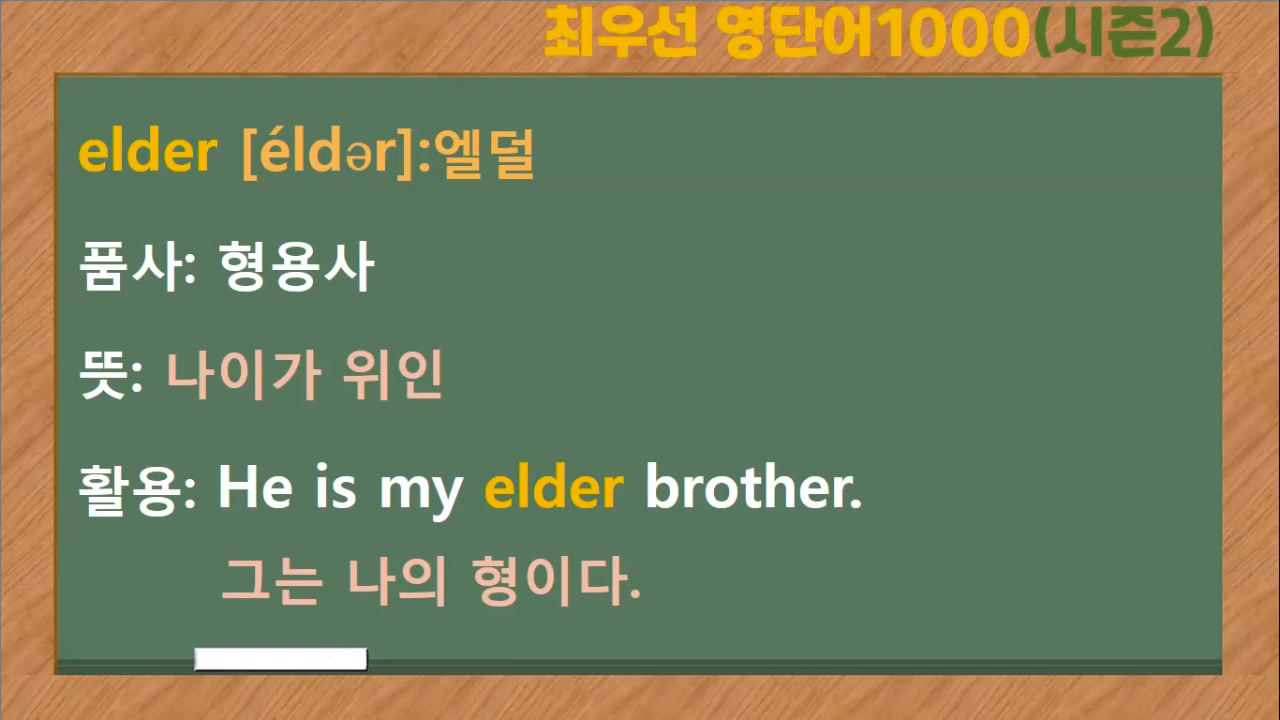 최우선 영단어1000(시즌2)
elder [éldər]:엘덜
품사: 형용사
뜻: 나이가 위인
활용: He is my elder brother.
그는 나의 형이다.